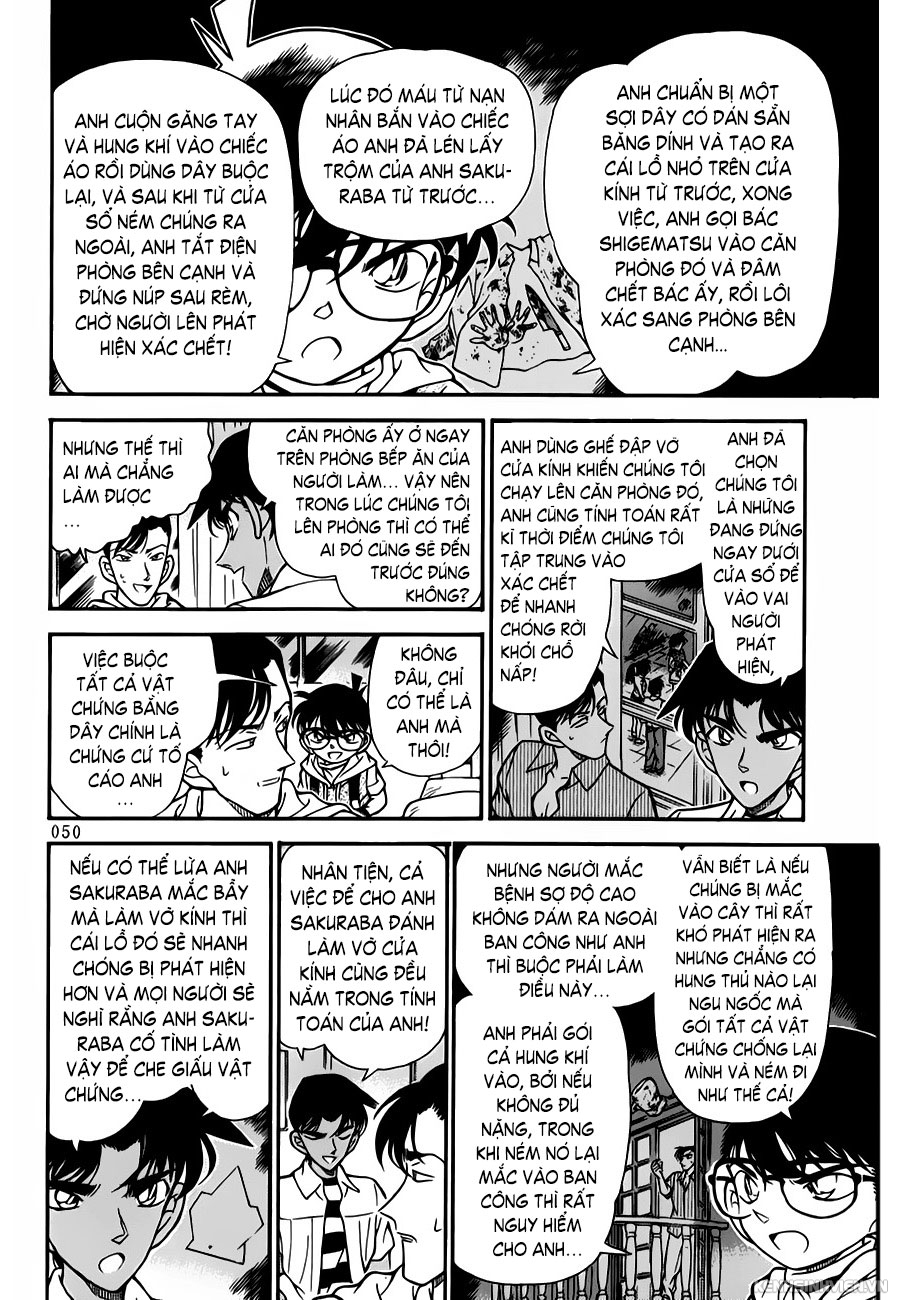 ANH CHUẨN BỊ MỘT
SỢI DÂY CÓ DÁN SẴN
BĂNG DÍNH VÀ TẠO RA
CÁI LỖ NHỎ TRÊN CỬA
KÍNH TỪ TRƯỚC, XONG
VIỆC, ANH GỌI BÁC
SHIGEMATSU VÀO CĂN
PHÒNG ĐÓ VÀ ĐÂM
CHẾT BÁC ẤY, RỒI LÔI
XÁC SANG PHÒNG BÊN
CẠNH...
LÚC ĐÓ MÁU TỪ NẠN
NHÂN BẮN VÀO CHIẾC
ÁO ANH ĐÃ LÉN LẤY
TRỘM CỦA ANH SAKU-
RABA TỪ TRƯỚC...
ANH CUỘN GĂNG TAY
VÀ HUNG KHÍ VÀO CHIẾC
ÁO RỒI DÙNG DÂY BUỘC
LẠI, VÀ SAU KHI TỪ CỬA
SỔ NÉM CHÚNG RA
NGOÀI, ANH TẮT ĐIỆN
PHÒNG BÊN CẠNH VÀ
ĐỨNG NÚP SAU RÈM,
CHỜ NGƯỜI LÊN PHÁT
HIỆN XÁC CHẾT!
ANH ĐÃ
CHỌN
CHÚNG TÔI
LÀ NHỮNG
ĐANG ĐỨNG
NGAY DƯỚI
CỬA SỔ ĐỂ
VÀO VAI
NGƯỜI
PHÁT
HIỆN,
ANH DÙNG GHẾ ĐẬP VỠ
CỬA KÍNH KHIẾN CHÚNG TÔI
CHẠY LÊN CĂN PHÒNG ĐÓ,
ANH CŨNG TÍNH TOÁN RẤT
KĨ THỜI ĐIỂM CHÚNG TÔI
TẬP TRUNG VÀO
XÁC CHẾT
ĐỂ NHANH
CHÓNG RỜI
KHỎI CHỖ
NẤP!
CĂN PHÒNG ẤY Ở NGAY
TRÊN PHÒNG BẾP ĂN CỦA
NGƯỜI LÀM... VẬY NÊN
TRONG LÚC CHÚNG TÔI
LÊN PHÒNG THÌ CÓ THỂ
AI ĐÓ CŨNG SẼ ĐẾN
TRƯỚC ĐÚNG
KHÔNG?
NHƯNG THẾ THÌ
AI MÀ CHẲNG
LÀM ĐƯỢC
...
KHÔNG
ĐÂU, CHỈ
CÓ THỂ LÀ
ANH MÀ
THÔI!
VIỆC BUỘC
TẤT CẢ VẬT
CHỨNG BẰNG
DÂY CHÍNH LÀ
CHỨNG CỨ TỐ
CÁO ANH
...
050
VẪN BIẾT LÀ NẾU
CHÚNG BỊ MẮC
VÀO CÂY THÌ RẤT
KHÓ PHÁT HIỆN RA
NHƯNG CHẲNG CÓ
HUNG THỦ NÀO LẠI
NGU NGỐC MÀ
GÓI TẤT CẢ VẬT
CHỨNG CHỐNG LẠI
MÌNH VÀ NÉM ĐI
NHƯ THẾ CẢ!
NHƯNG NGƯỜI MẮC
BỆNH SỢ ĐỘ CAO
KHÔNG DÁM RA NGOÀI
BAN CÔNG NHƯ ANH
THÌ BUỘC PHẢI LÀM
ĐIỀU NÀY...
ANH PHẢI GÓI
CẢ HUNG KHÍ
VÀO, BỞI NẾU
KHÔNG ĐỦ
NẶNG, TRONG
KHI NÉM NÓ LẠI
MẮC VÀO BAN
CÔNG THÌ RẤT
NGUY HIỂM
CHO ANH...
NHÂN TIỆN, CẢ
VIỆC ĐỂ CHO ANH
SAKURABA ĐÁNH
LÀM VỠ CỬA
KÍNH CŨNG ĐỀU
NẰM TRONG TÍNH
TOÁN CỦA ANH!
NẾU CÓ THỂ LỪA ANH
SAKURABA MẮC BẪY
MÀ LÀM VỠ KÍNH THÌ
CÁI LỖ ĐÓ SẼ NHANH
CHÓNG BỊ PHÁT HIỆN
HƠN VÀ MỌI NGƯỜI SẼ
NGHĨ RẰNG ANH SAKU-
RABA CỐ TÌNH LÀM
VẬY ĐỂ CHE GIẤU VẬT
CHỨNG...